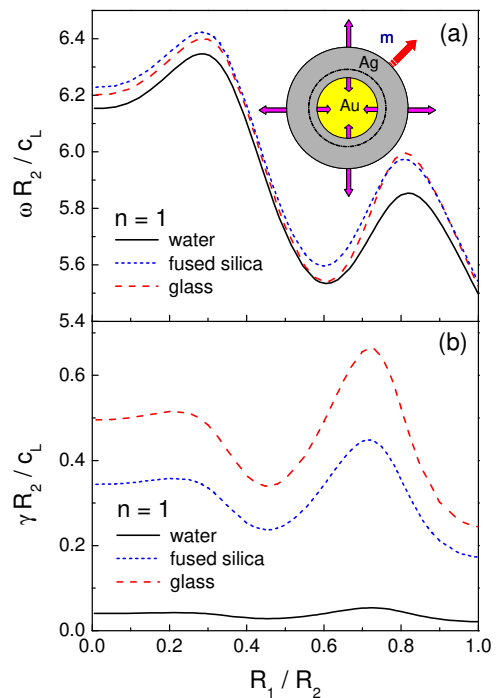 (a)
m
Ag
Au
6.4
6.2
6.0
5.8
5.6
5.4
ω R2 / cL
n = 1
water
fused silica
glass
(b)
0.6
0.4
0.2
0.0
γ R2 / cL
n = 1
water
fused silica
glass
0.0 0.2 0.4 0.6 0.8 1.0
R1 / R2